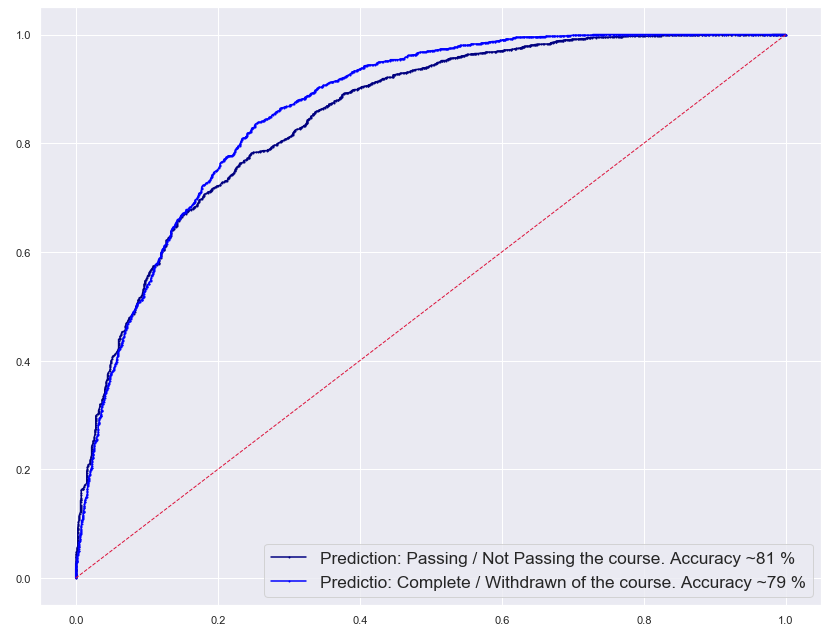 1.0
0.8
0.6
0.4
0.2
0.0
Prediction: Passing / Not Passing the course. Accuracy ~81 %
Predictio: Complete / Withdrawn of the course. Accuracy ~79 %
0.0 0.2 0.4 0.6 0.8 1.0